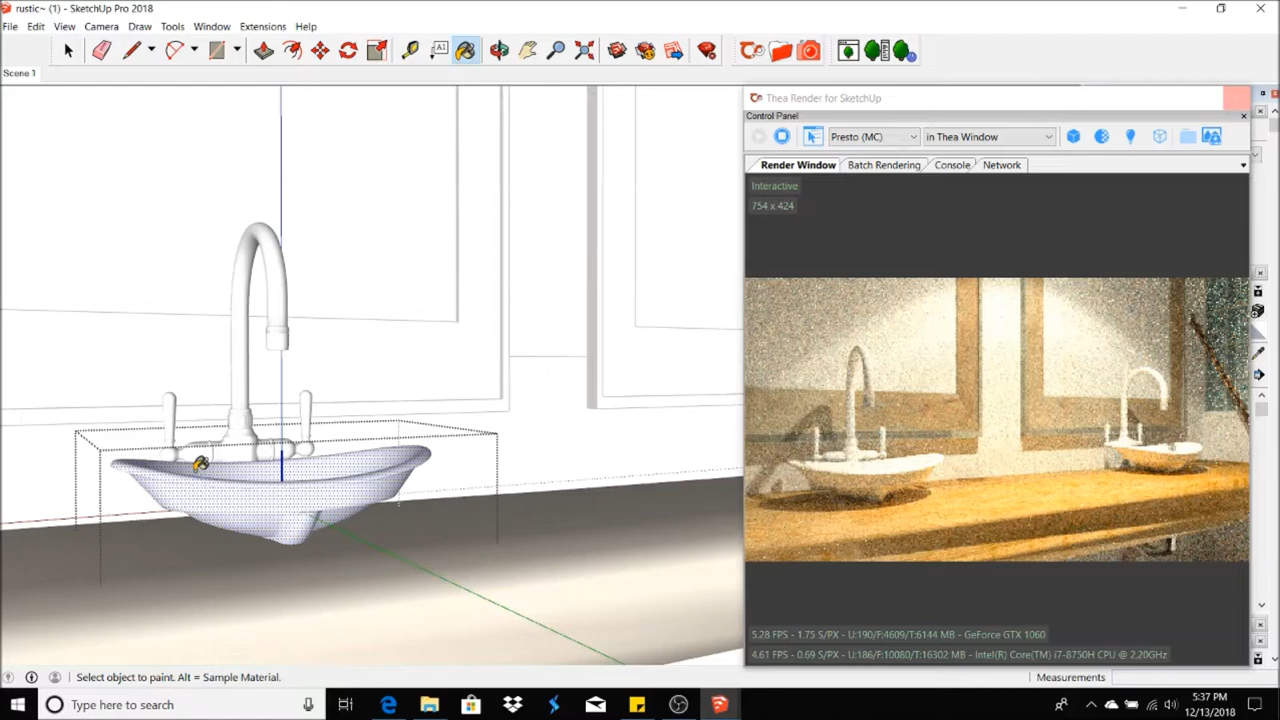 rustic~ (1) - SketchUp Pro 2018
File Edit View Camera Draw Tools Window Extensions Help
A1
Scene 1
Thea Render for SketchUp
Control Panel
Presto (MC) in Thea Window
Render Window Batch Rendering Console Network
Interactive
754 x 424
5.28 FPS - 1.75 S/PX - U:190/F:4609/T:6144 MB - GeForce GTX 1060
4.61 FPS - 0.69 S/PX - U:186/F:10080/T:16302 MB - Intel(R) Core(TM) i7-8750H CPU @ 2.20GHz
Select object to paint. Alt = Sample Material.
Measurements
Type here to search
5:37 PM
12/13/2018